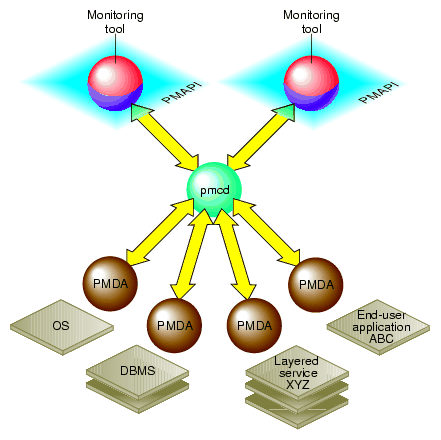 Monitoring
tool
Monitoring
tool
PMAPI
PMAPI
pmcd
PMDA
PMDA
PMDA
PMDA
OS
DBMS
Layered
service
XYZ
End-user
application
ABC